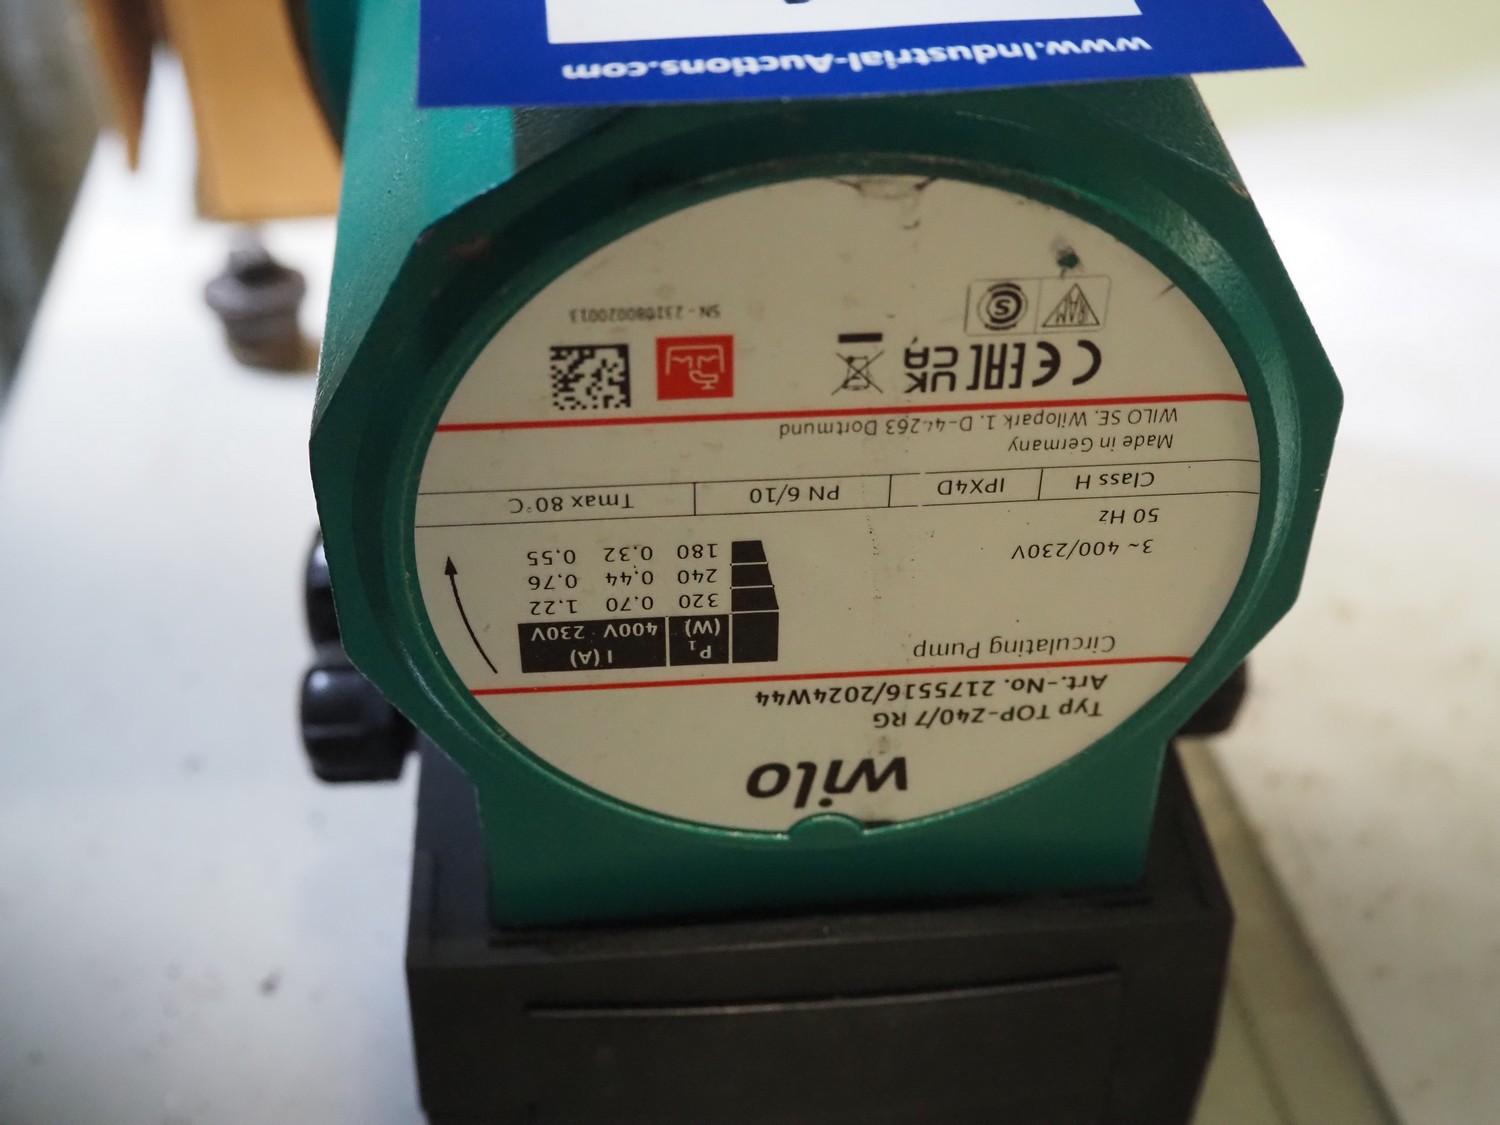 wilo
Typ TOP-Z40/7 RG
Art.-No. 2175516/2024W44
Circulating Pump
3~ 400/230V
50 Hz
P1 (W) I (A) 400V 230V
320 0.70 1.22
240 0.44 0.76
180 0.32 0.55
Class H IPX4D PN 6/10 Tmax 80°C
Made in Germany
WILO SE, Wilopark 1, D-44263 Dortmund
CE EAC UKCA
SN - 231080020013
www.Industrial-Auctions.com